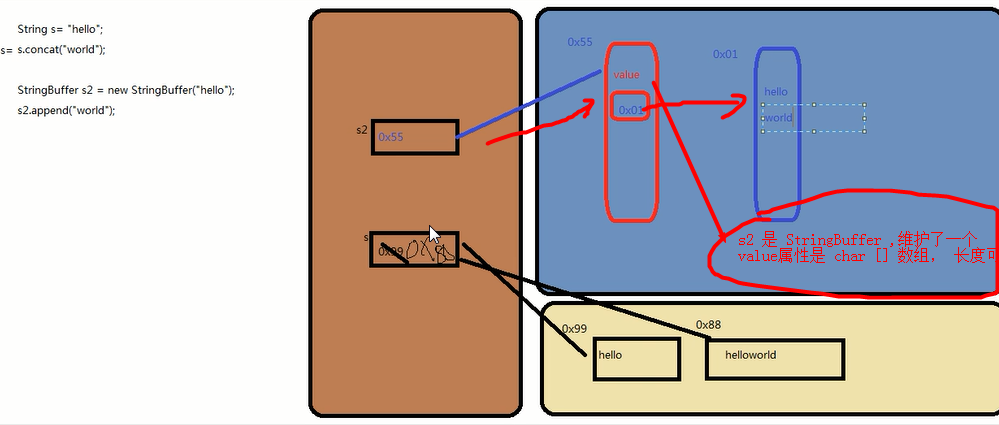 String s= "hello";
s= s.concat("world");
StringBuffer s2 = new StringBuffer("hello");
s2.append("world");
s2
0x55
s
0x99
0x55
value
0x01
0x01
hello
world
s2 是 StringBuffer ,维护了一个
value属性是 char [] 数组, 长度可
0x99
hello
0x88
helloworld